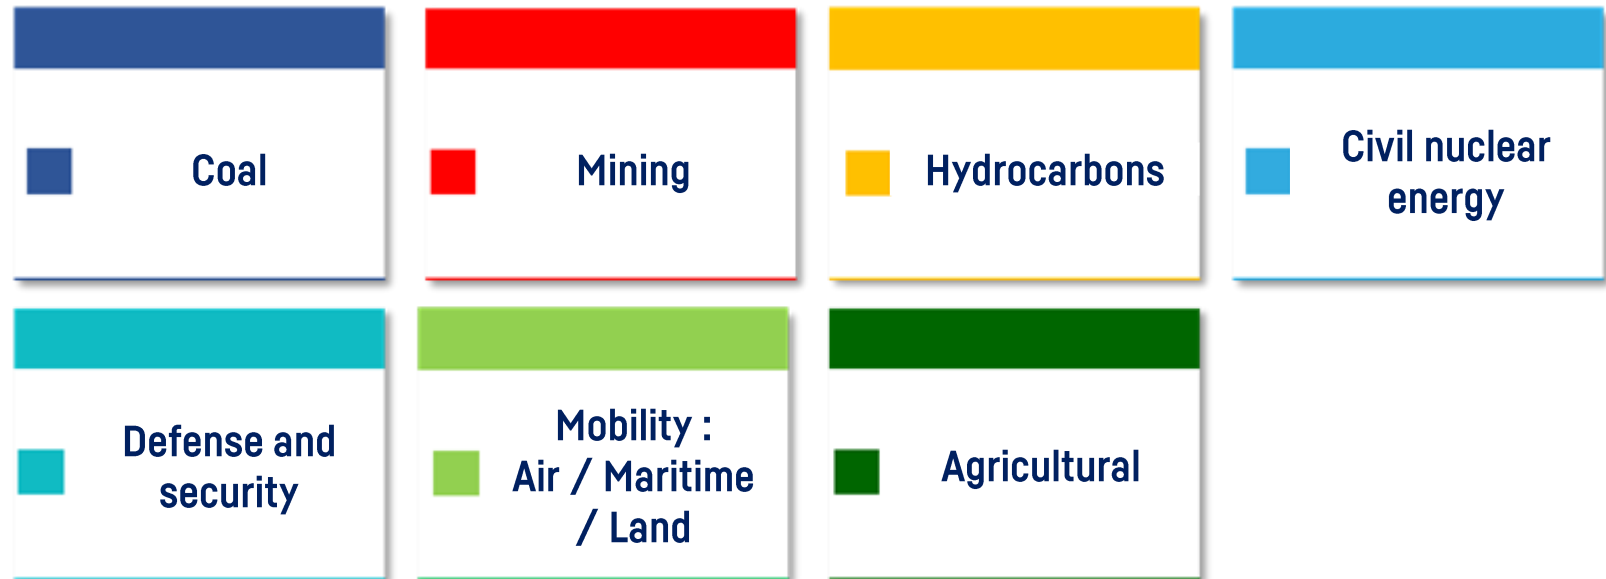 Coal
Mining
Hydrocarbons
Civil nuclear
energy
Defense and
security
Mobility :
Air / Maritime
/ Land
Agricultural